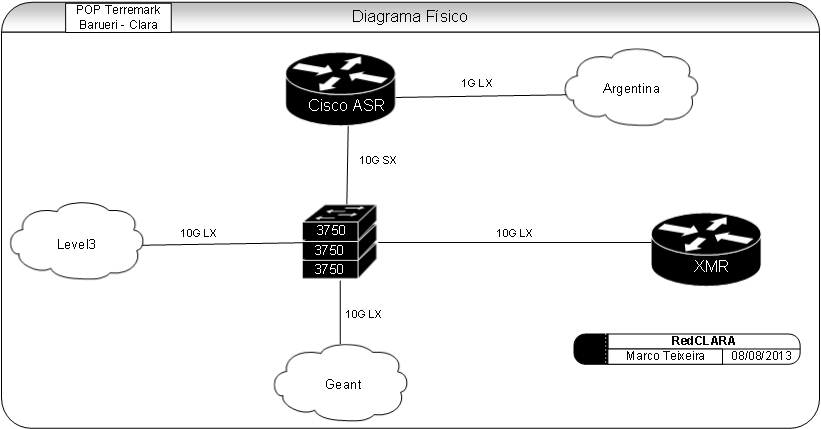 POP Terremark
Barueri - Clara
Diagrama Físico
Cisco ASR
1G LX
Argentina
10G SX
Level3
10G LX
3750
3750
3750
10G LX
XMR
10G LX
Geant
RedCLARA
Marco Teixeira
08/08/2013